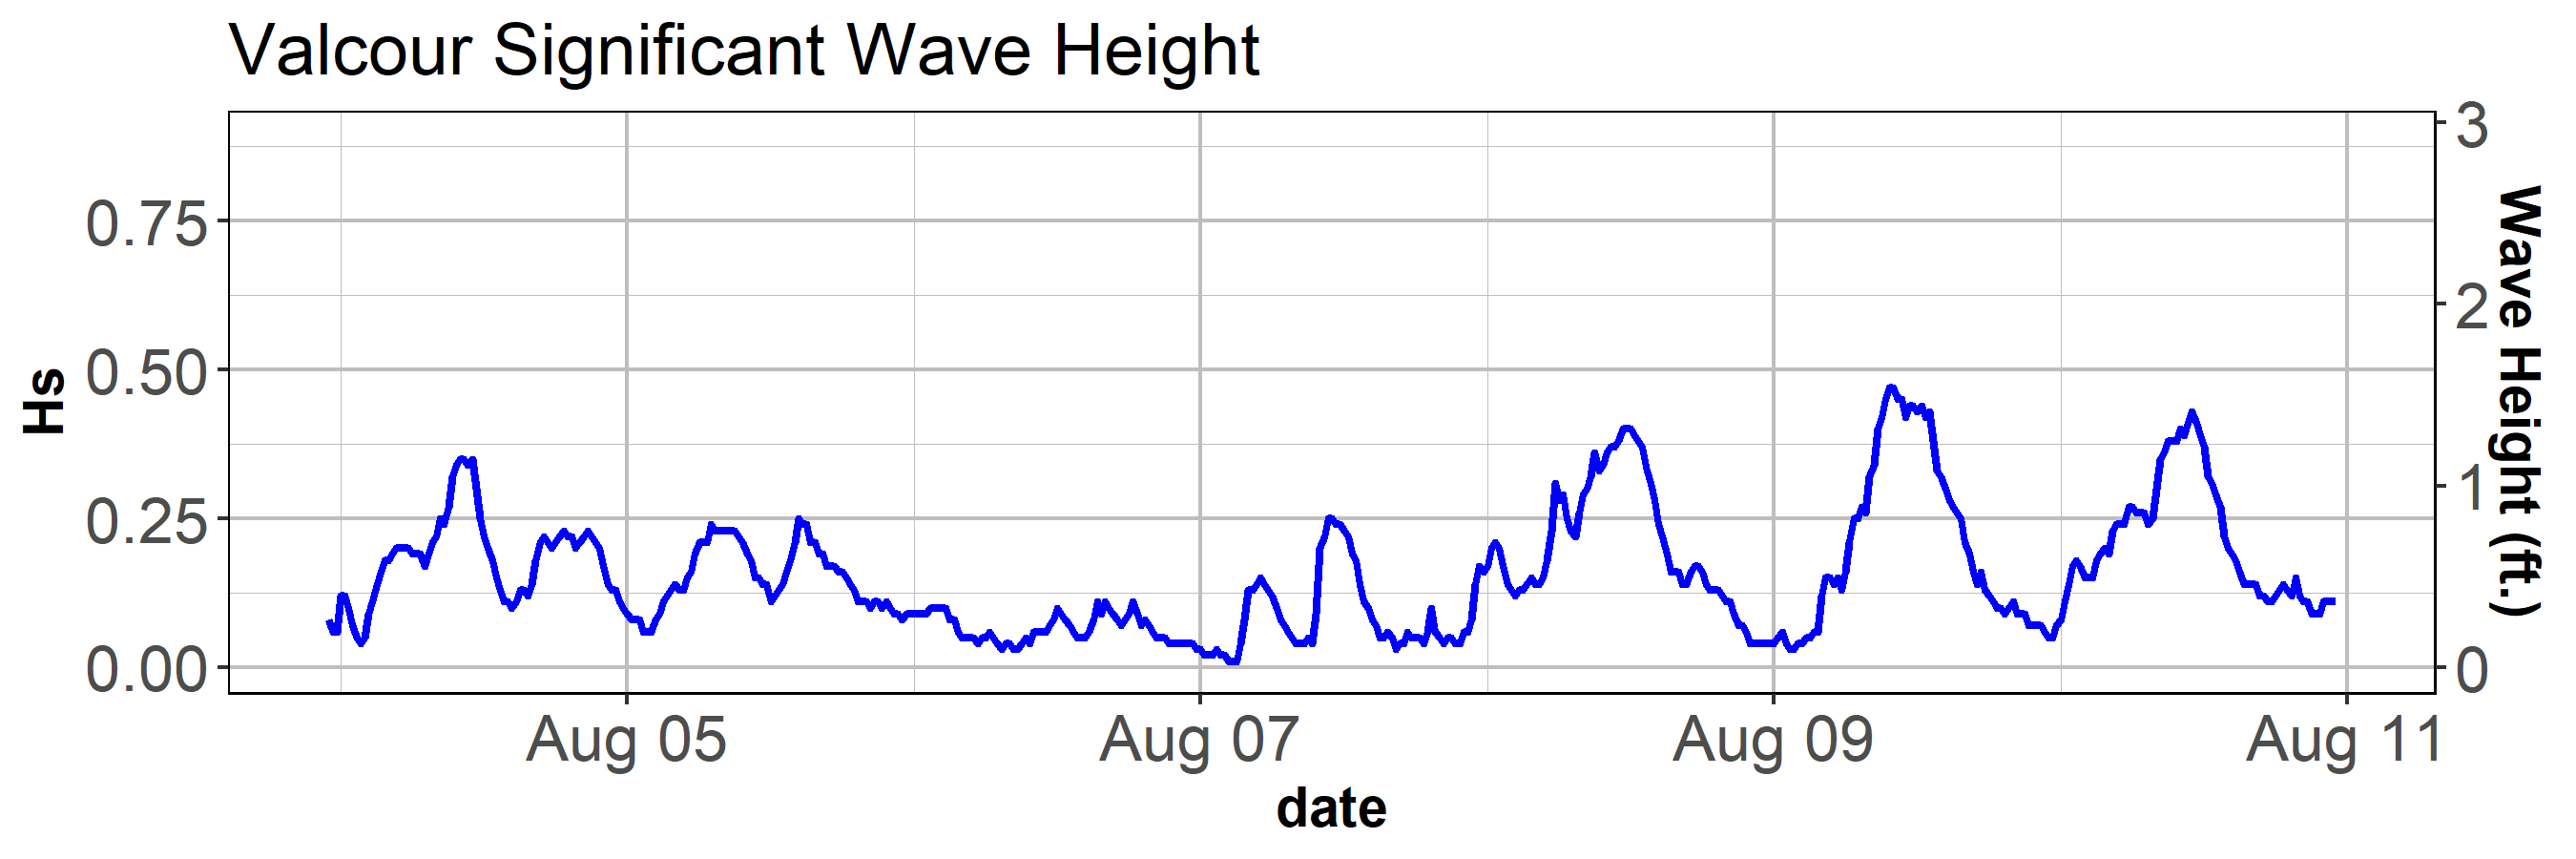 Valcour Significant Wave Height
Hs
0.75
0.50
0.25
0.00
3
2
1
0
Wave Height (ft.)
Aug 05
Aug 07
Aug 09
Aug 11
date